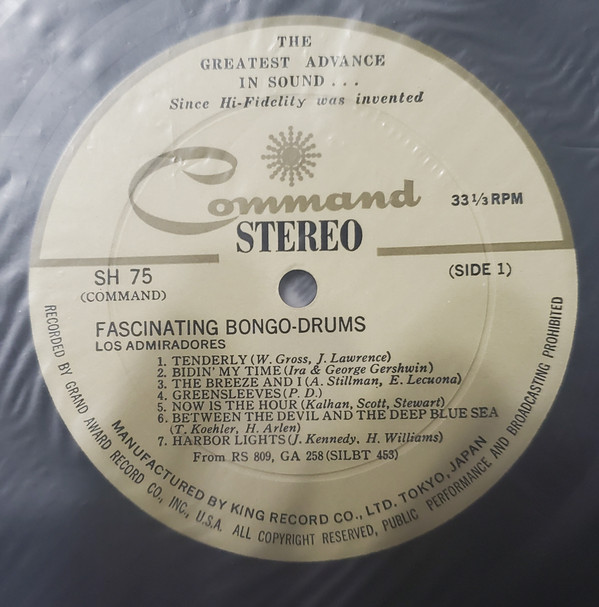 THE
GREATEST ADVANCE
IN SOUND...
Since Hi-Fidelity was invented
Command
STEREO
33 1/3 RPM
SH 75
(COMMAND)
(SIDE 1)
FASCINATING BONGO-DRUMS
LOS ADMIRADORES
1. TENDERLY (W. Gross, J. Lawrence)
2. BIDIN' MY TIME (Ira & George Gershwin)
3. THE BREEZE AND I (A. Stillman, E. Lecuona)
4. GREENSLEEVES (P. D.)
5. NOW IS THE HOUR (Kalhan, Scott, Stewart)
6. BETWEEN THE DEVIL AND THE DEEP BLUE SEA
(T. Koehler, H. Arlen)
7. HARBOR LIGHTS (J. Kennedy, H. Williams)
From RS 809, GA 258 (SILBT 453)
MANUFACTURED BY KING RECORD CO., LTD. TOKYO, JAPAN
RECORDED BY GRAND AWARD RECORD CO., INC., U.S.A. ALL COPYRIGHT RESERVED, PUBLIC PERFORMANCE AND BROADCASTING PROHIBITED